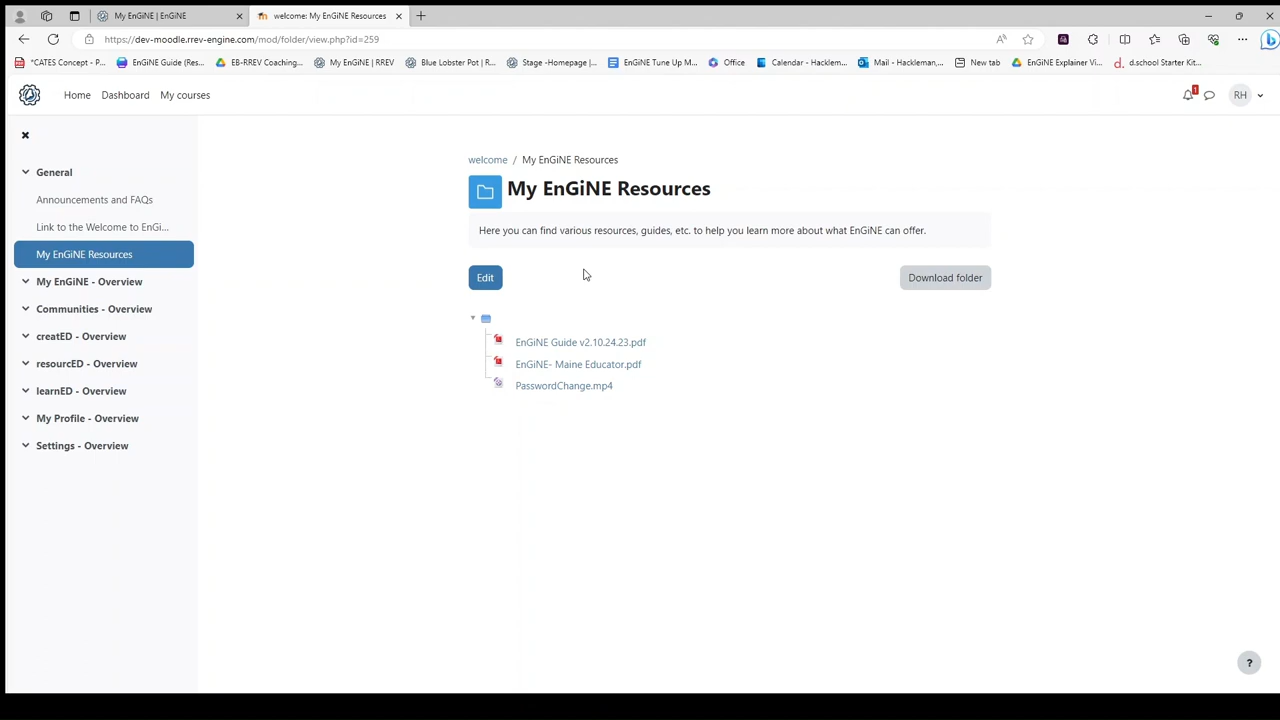 My EnGiNE | EnGiNE
welcome: My EnGiNE Resources
https://dev-moodle.rrev-engine.com/mod/folder/view.php?id=259
*CATES Concept - P...
EnGiNE Guide (Res...
EB-RREV Coaching...
My EnGiNE | RREV
Blue Lobster Pot | R...
Stage -Homepage |...
EnGiNE Tune Up M...
Office
Calendar - Hacklem...
Mail - Hackleman,...
New tab
EnGiNE Explainer Vi...
d.school Starter Kit...
Home
Dashboard
My courses
1
RH
General
Announcements and FAQs
Link to the Welcome to EnGi...
My EnGiNE Resources
My EnGiNE - Overview
Communities - Overview
creatED - Overview
resourcED - Overview
learnED - Overview
My Profile - Overview
Settings - Overview
welcome / My EnGiNE Resources
My EnGiNE Resources
Here you can find various resources, guides, etc. to help you learn more about what EnGiNE can offer.
Edit
Download folder
EnGiNE Guide v2.10.24.23.pdf
EnGiNE- Maine Educator.pdf
PasswordChange.mp4
?